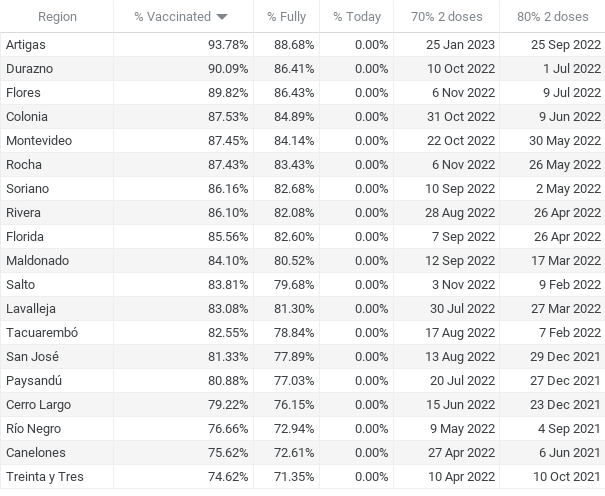 Region % Vaccinated % Fully % Today 70% 2 doses 80% 2 doses
Artigas 93.78% 88.68% 0.00% 25 Jan 2023 25 Sep 2022
Durazno 90.09% 86.41% 0.00% 10 Oct 2022 1 Jul 2022
Flores 89.82% 86.43% 0.00% 6 Nov 2022 9 Jul 2022
Colonia 87.53% 84.89% 0.00% 31 Oct 2022 9 Jun 2022
Montevideo 87.45% 84.14% 0.00% 22 Oct 2022 30 May 2022
Rocha 87.43% 83.43% 0.00% 6 Nov 2022 26 May 2022
Soriano 86.16% 82.68% 0.00% 10 Sep 2022 2 May 2022
Rivera 86.10% 82.08% 0.00% 28 Aug 2022 26 Apr 2022
Florida 85.56% 82.60% 0.00% 7 Sep 2022 26 Apr 2022
Maldonado 84.10% 80.52% 0.00% 12 Sep 2022 17 Mar 2022
Salto 83.81% 79.68% 0.00% 3 Nov 2022 9 Feb 2022
Lavalleja 83.08% 81.30% 0.00% 30 Jul 2022 27 Mar 2022
Tacuarembó 82.55% 78.84% 0.00% 17 Aug 2022 7 Feb 2022
San José 81.33% 77.89% 0.00% 13 Aug 2022 29 Dec 2021
Paysandú 80.88% 77.03% 0.00% 20 Jul 2022 27 Dec 2021
Cerro Largo 79.22% 76.15% 0.00% 15 Jun 2022 23 Dec 2021
Río Negro 76.66% 72.94% 0.00% 9 May 2022 4 Sep 2021
Canelones 75.62% 72.61% 0.00% 27 Apr 2022 6 Jun 2021
Treinta y Tres 74.62% 71.35% 0.00% 10 Apr 2022 10 Oct 2021